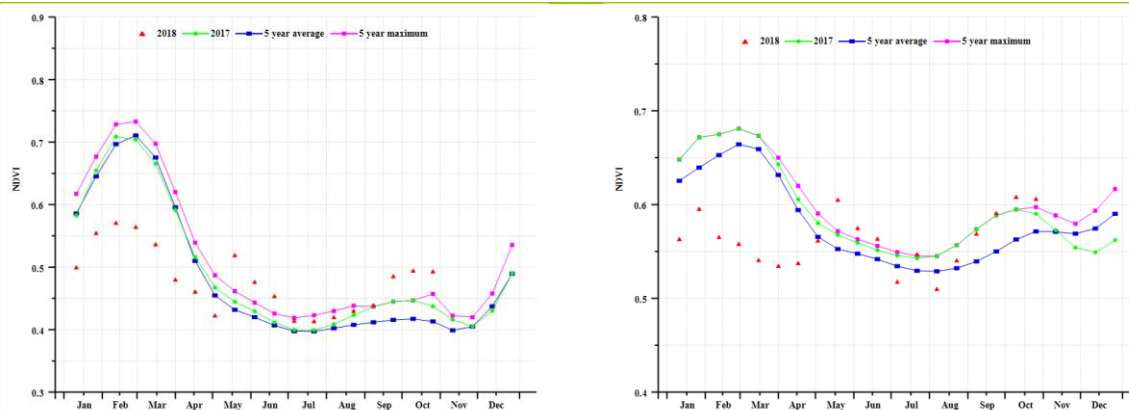 0.9
2018 2017 5 year average 5 year maximum
0.8
0.7
NDVI
0.6
0.5
0.4
0.3
Jan Feb Mar Apr May Jun Jul Aug Sep Oct Nov Dec
0.8
2018 2017 5 year average 5 year maximum
0.7
NDVI
0.6
0.5
0.4
Jan Feb Mar Apr May Jun Jul Aug Sep Oct Nov Dec